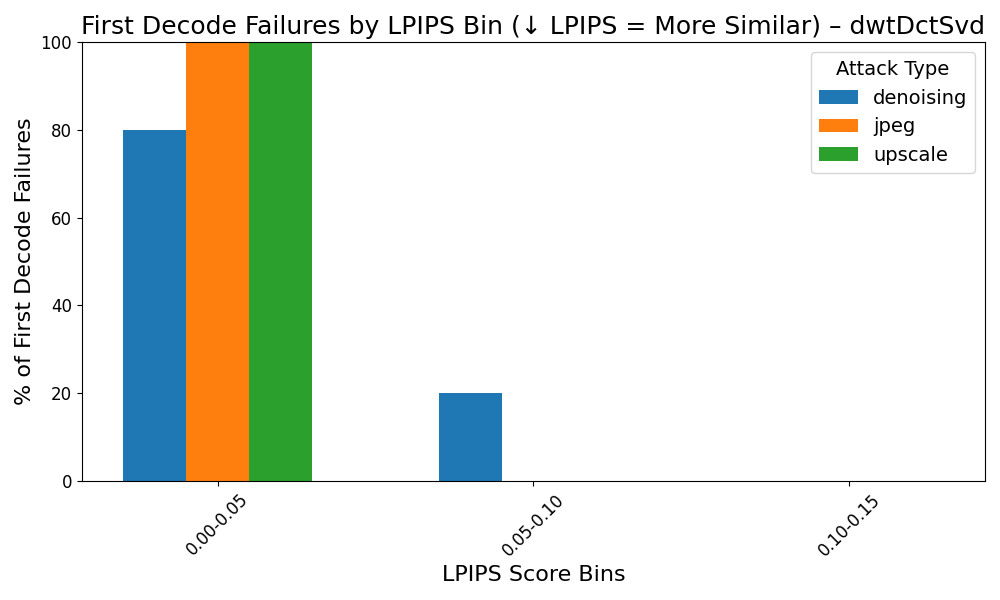 First Decode Failures by LPIPS Bin (↓ LPIPS = More Similar) – dwtDctSvd
Attack Type
denoising
jpeg
upscale
% of First Decode Failures
100
80
60
40
20
0
0.00-0.05
0.05-0.10
0.10-0.15
LPIPS Score Bins